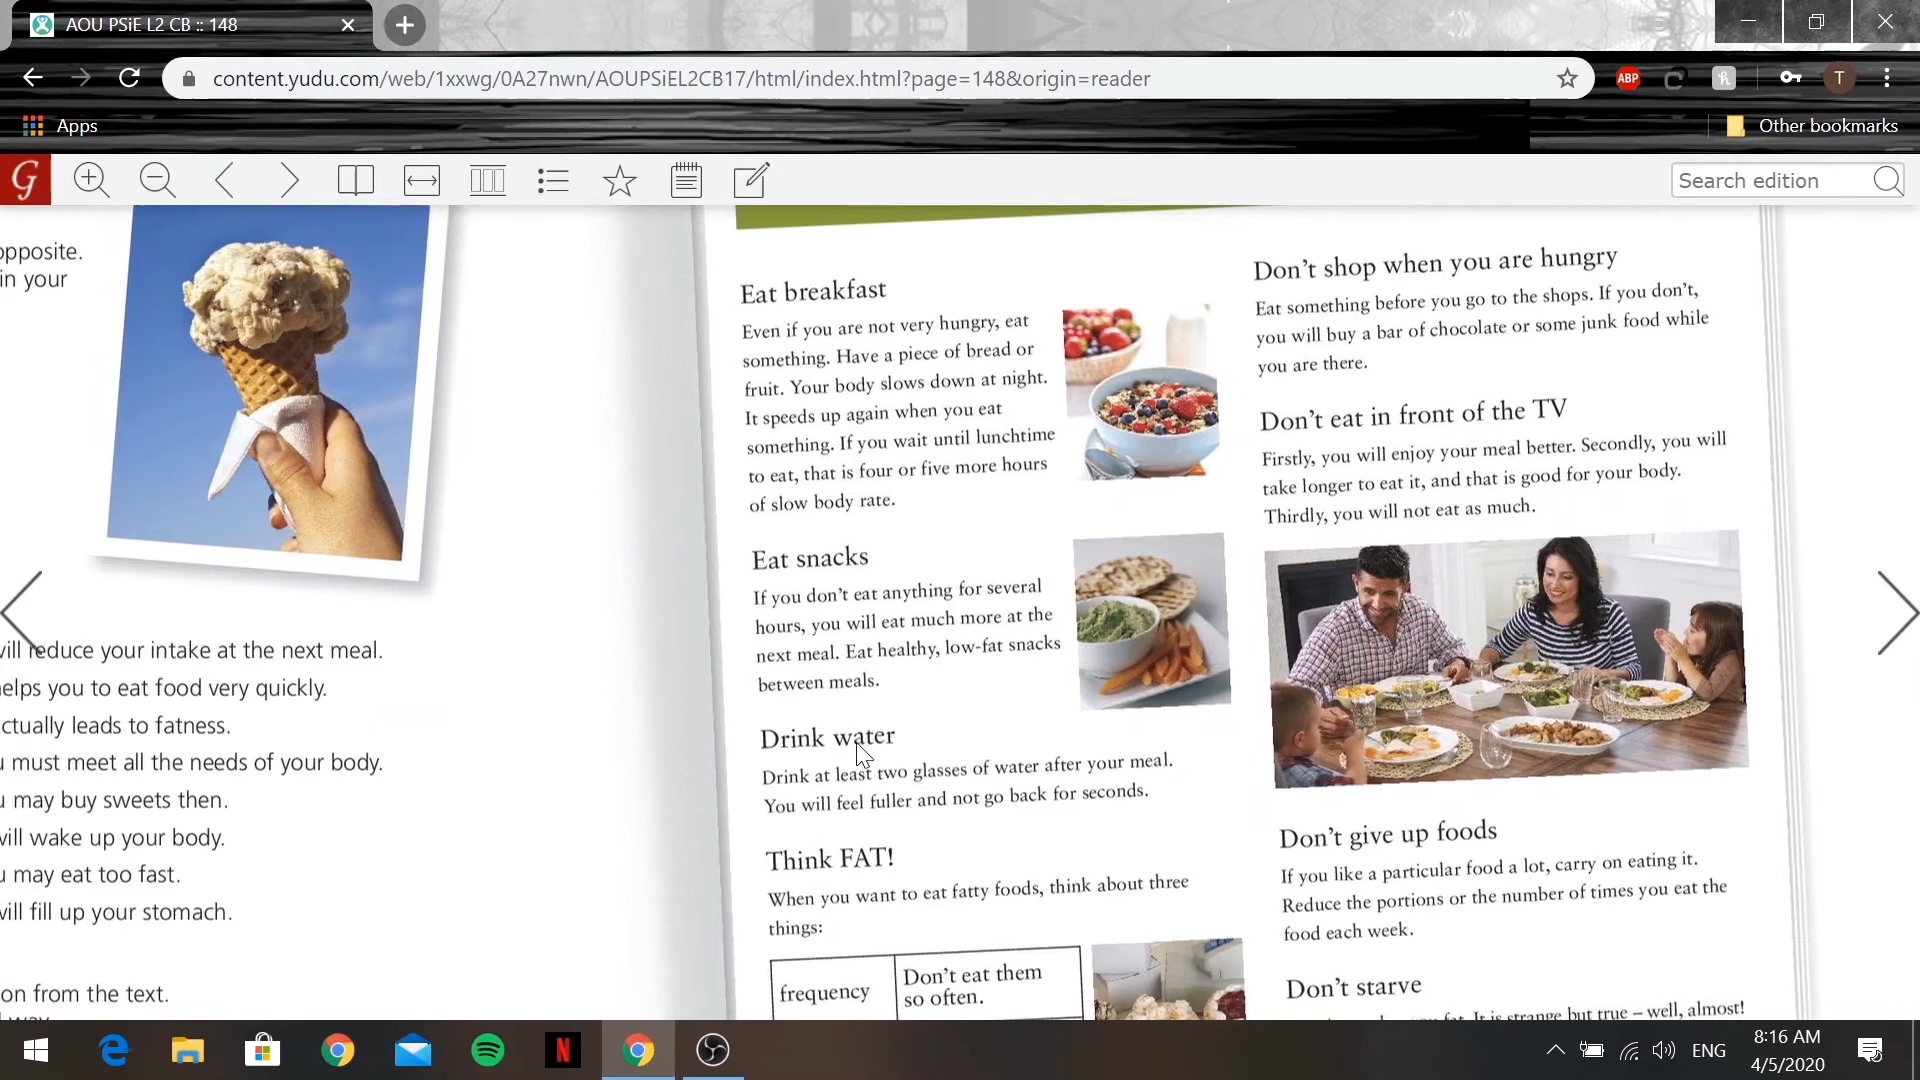 AOU PSiE L2 CB :: 148
content.yudu.com/web/1xxwg/0A27nwn/AOUPSiEL2CB17/html/index.html?page=148&origin=reader
ABP
T
Apps
Other bookmarks
G
Search edition
opposite.
in your
will reduce your intake at the next meal.
elps you to eat food very quickly.
ctually leads to fatness.
u must meet all the needs of your body.
u may buy sweets then.
will wake up your body.
u may eat too fast.
will fill up your stomach.
on from the text.
Eat breakfast
Even if you are not very hungry, eat
something. Have a piece of bread or
fruit. Your body slows down at night.
It speeds up again when you eat
something. If you wait until lunchtime
to eat, that is four or five more hours
of slow body rate.
Eat snacks
If you don't eat anything for several
hours, you will eat much more at the
next meal. Eat healthy, low-fat snacks
between meals.
Drink water
Drink at least two glasses of water after your meal.
You will feel fuller and not go back for seconds.
Think FAT!
When you want to eat fatty foods, think about three
things:
frequency
Don't eat them
so often.
Don't shop when you are hungry
Eat something before you go to the shops. If you don't,
you will buy a bar of chocolate or some junk food while
you are there.
Don't eat in front of the TV
Firstly, you will enjoy your meal better. Secondly, you will
take longer to eat it, and that is good for your body.
Thirdly, you will not eat as much.
Don't give up foods
If you like a particular food a lot, carry on eating it.
Reduce the portions or the number of times you eat the
food each week.
Don't starve
fat. It is strange but true – well, almost!
N
ENG
8:16 AM
4/5/2020